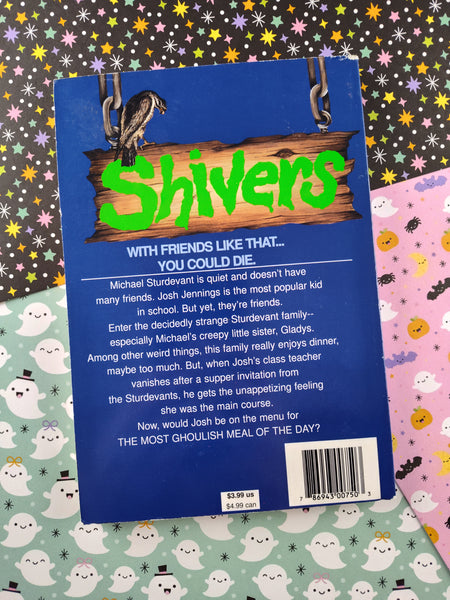 Shivers
WITH FRIENDS LIKE THAT...
YOU COULD DIE.
Michael Sturdevant is quiet and doesn't have
many friends. Josh Jennings is the most popular kid
in school. But yet, they're friends.
Enter the decidedly strange Sturdevant family--
especially Michael's creepy little sister, Gladys.
Among other weird things, this family really enjoys dinner,
maybe too much. But, when Josh's class teacher
vanishes after a supper invitation from
the Sturdevants, he gets the unappetizing feeling
she was the main course.
Now, would Josh be on the menu for
THE MOST GHOULISH MEAL OF THE DAY?
$3.99 us
$4.99 can
7 86943 00750 3